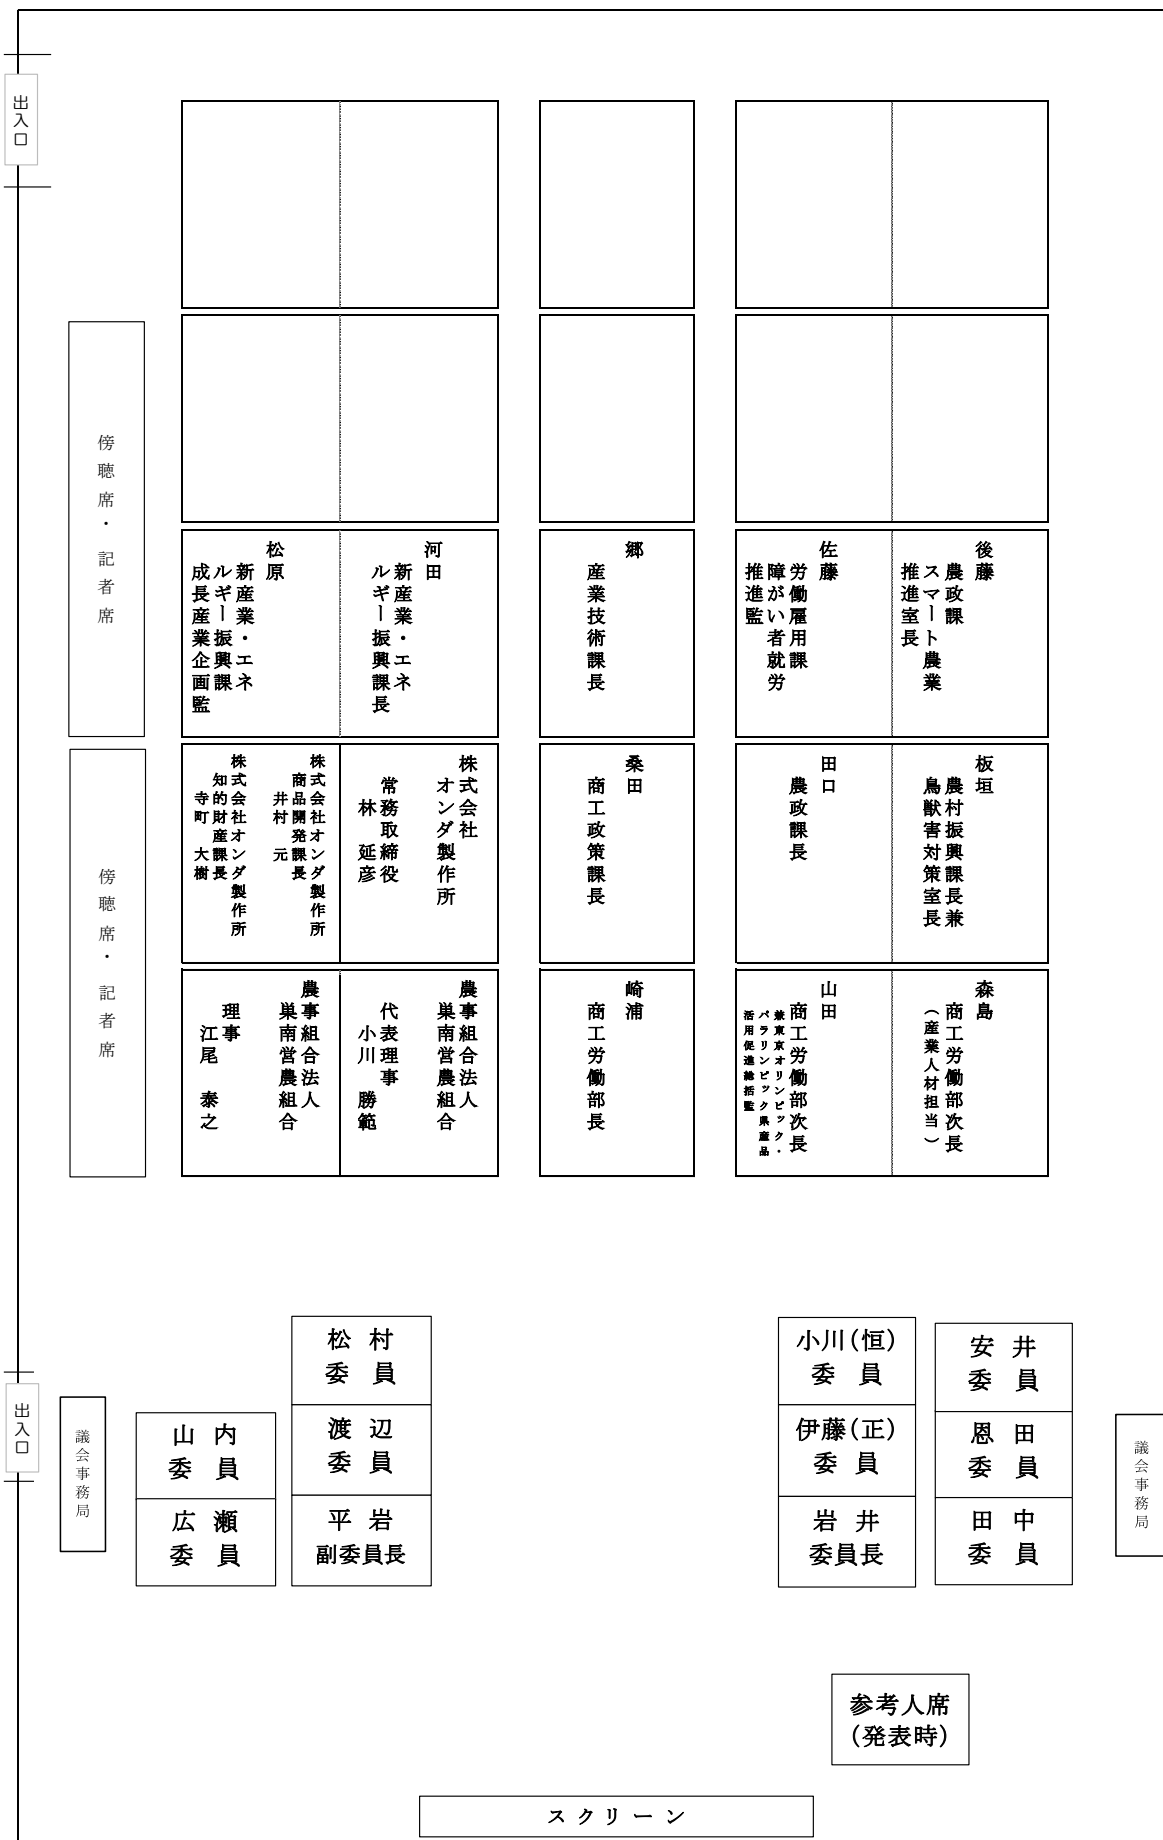 出入口
傍聴席・記者席
松原
新産業・エネ
ルギー振興課
成長産業企画監
河田
新産業・エネ
ルギー振興課長
郷
産業技術課長
佐藤
労働雇用課
障がい者就労
推進監
後藤
農政課
スマート農業
推進室長
傍聴席・記者席
株式会社オンダ製作所
商品開発課長
井村 元
株式会社オンダ製作所
知的財産課長
寺町 大樹
株式会社
オンダ製作所
常務取締役
林 延彦
桑田
商工政策課長
田口
農政課長
板垣
農村振興課長兼
鳥獣害対策室長
農事組合法人
巣南営農組合
理事
江尾 泰之
農事組合法人
巣南営農組合
代表理事
小川 勝範
崎浦
商工労働部長
山田
商工労働部次長
兼東京オリンピック・
パラリンピック県産品
活用促進総括監
森島
商工労働部次長
（産業人材担当）
出入口
議会事務局
山内
委員
広瀬
委員
松村
委員
渡辺
委員
平岩
副委員長
小川(恒)
委員
伊藤(正)
委員
岩井
委員長
安井
委員
恩田
委員
田中
委員
議会事務局
参考人席
(発表時)
スクリーン